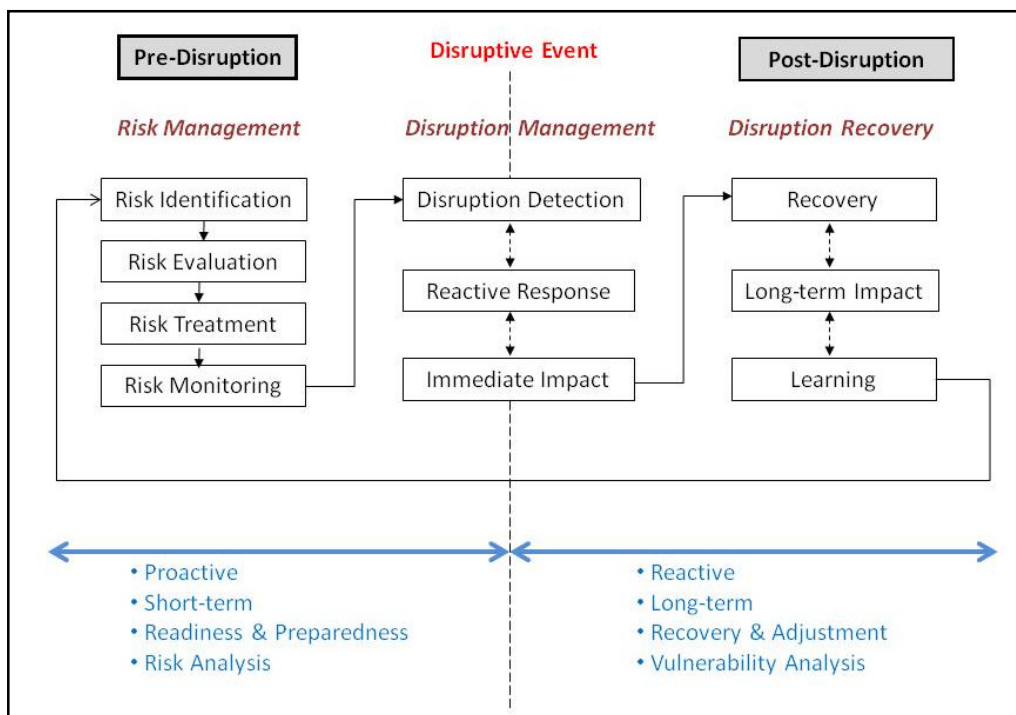 Pre-Disruption
Disruptive Event
Post-Disruption
Risk Management
Disruption Management
Disruption Recovery
Risk Identification
Risk Evaluation
Risk Treatment
Risk Monitoring
Disruption Detection
Reactive Response
Immediate Impact
Recovery
Long-term Impact
Learning
• Proactive
• Short-term
• Readiness & Preparedness
• Risk Analysis
• Reactive
• Long-term
• Recovery & Adjustment
• Vulnerability Analysis